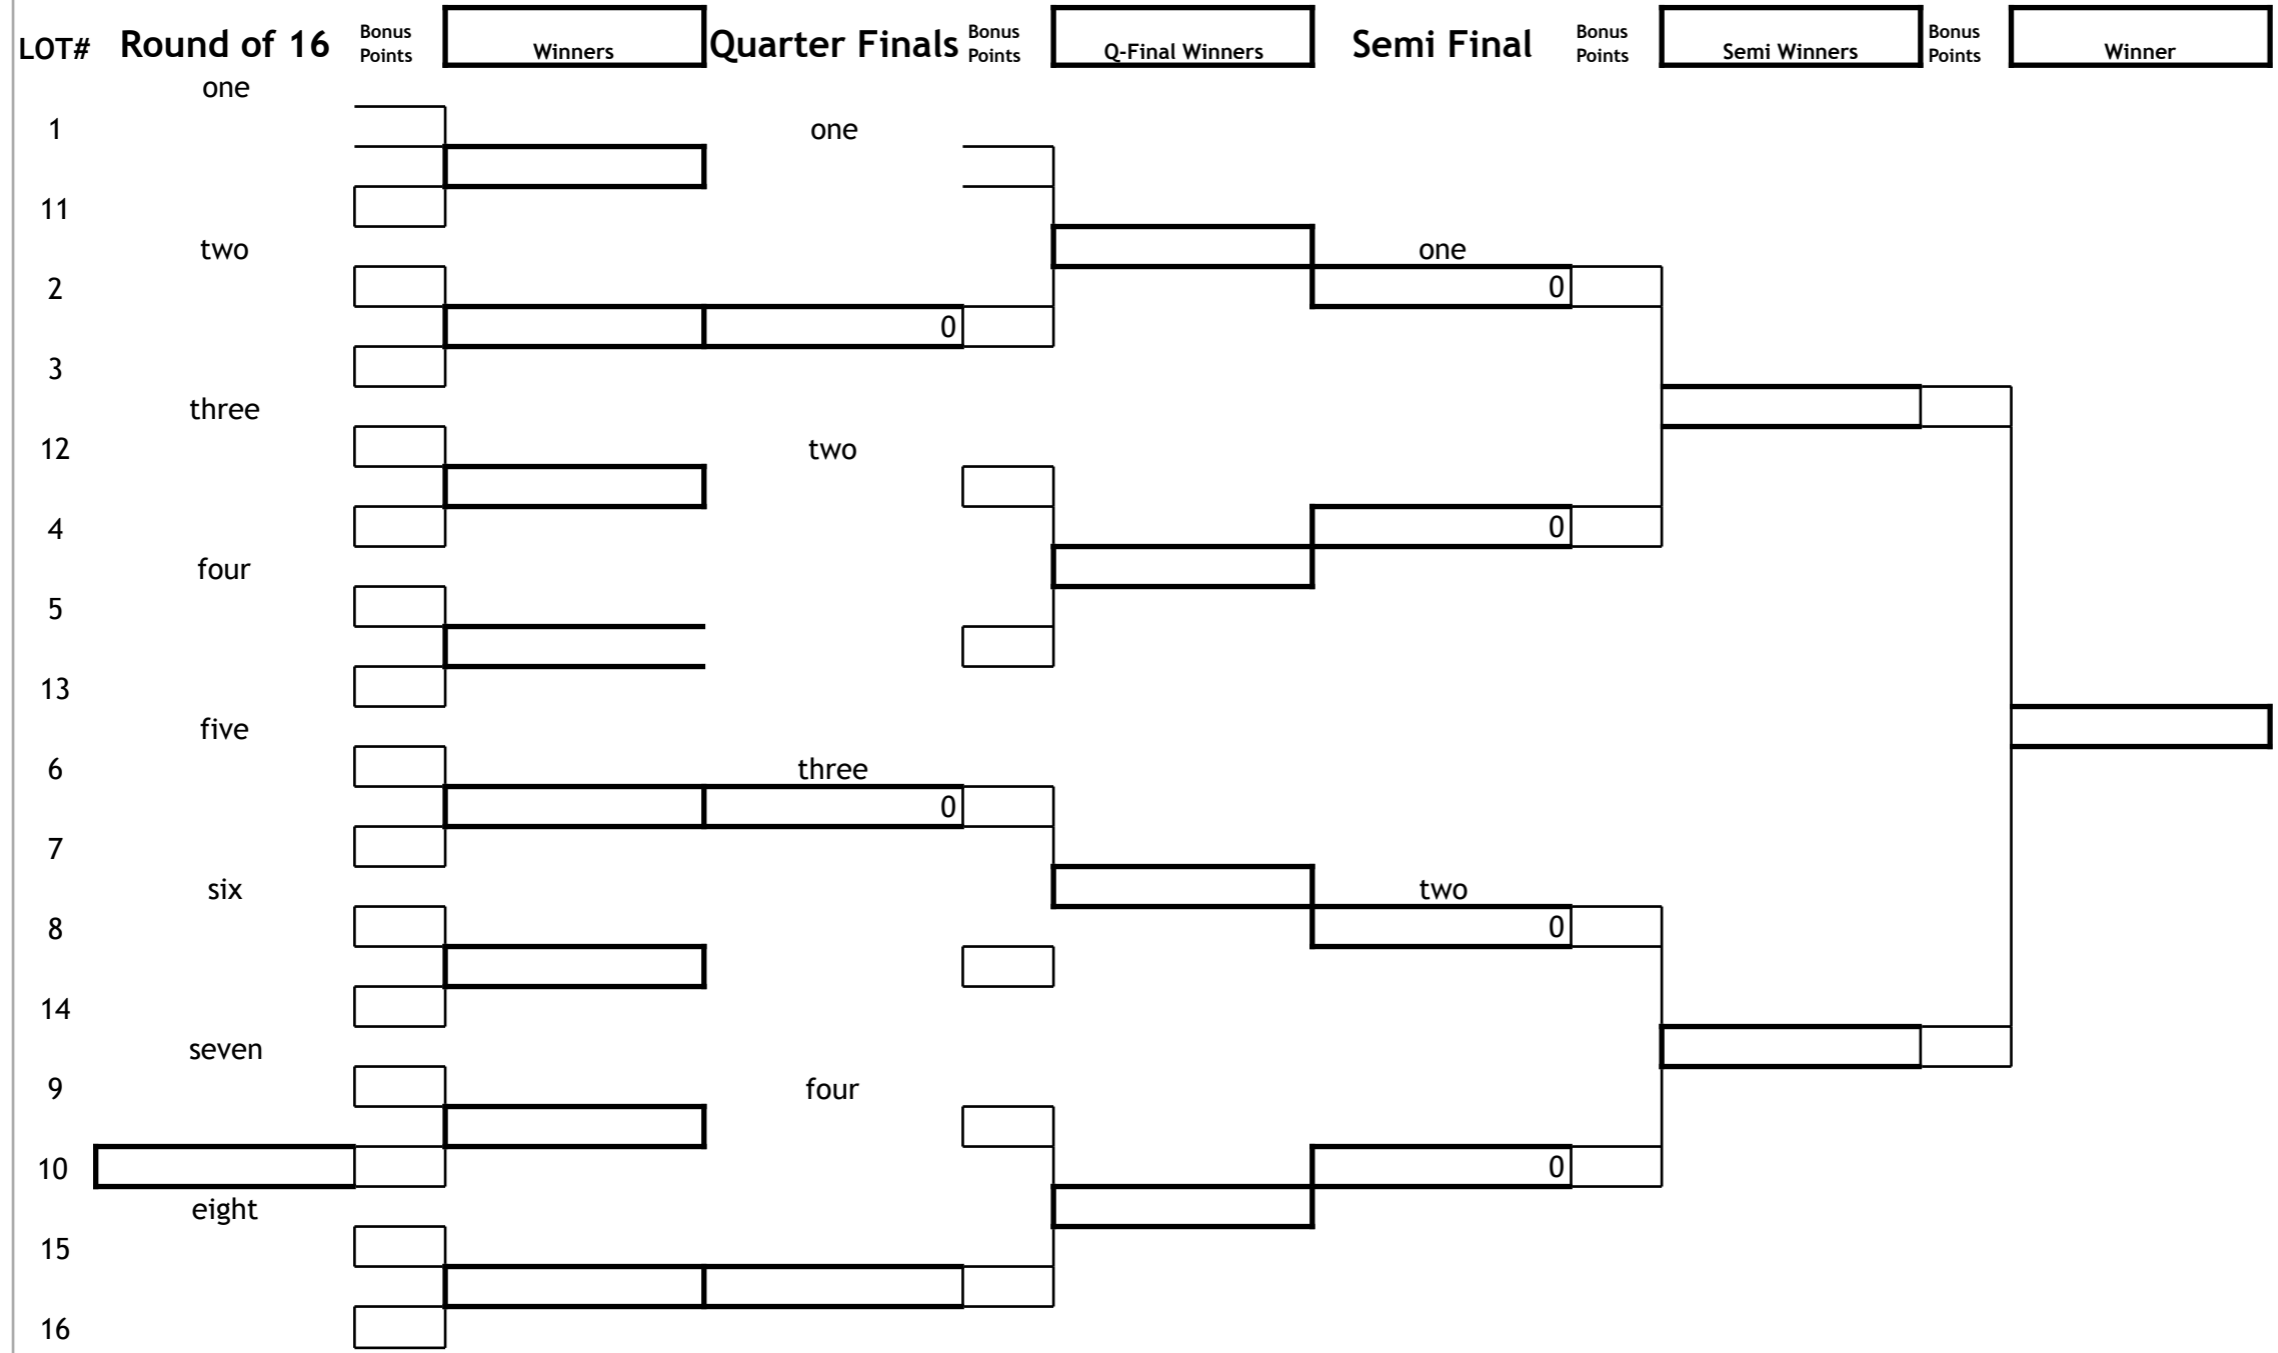 LOT# Round of 16 Bonus Points Winners Quarter Finals Bonus Points Q-Final Winners Semi Final Bonus Points Semi Winners Bonus Points Winner
one
1 one
11
two one
2 0
0
3
three
12 two
4 0
four
5
13
five
6 three
0
7
six two
8 0
14
seven
9 four
10 0
eight
15
16